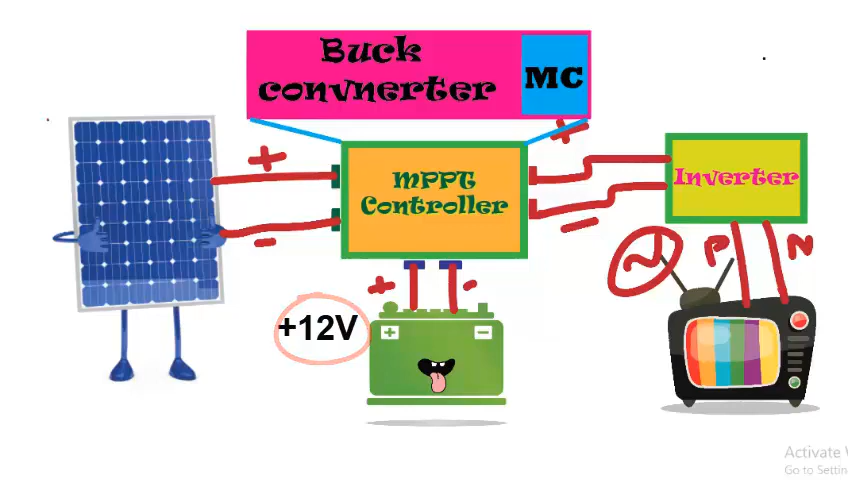 Buck
convnerter
MC
+
+
MPPT
Controller
Inverter
-
-
P
N
+
-
+12V
+
-
Activate
Go to Settin